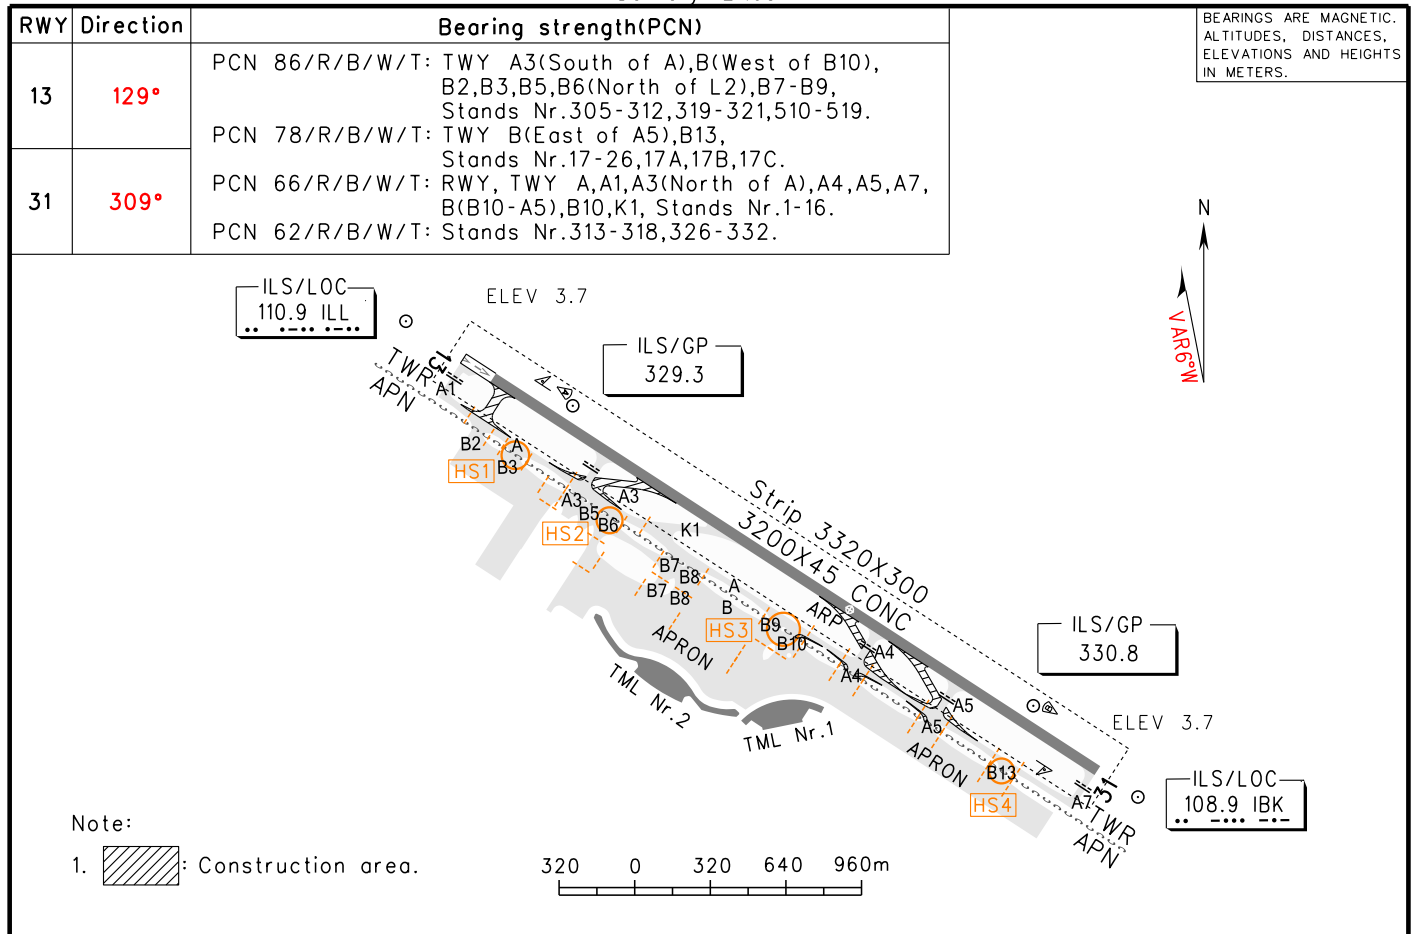 RWY Direction Bearing strength(PCN)
BEARINGS ARE MAGNETIC.
ALTITUDES, DISTANCES,
ELEVATIONS AND HEIGHTS
IN METERS.
13 129°
31 309°
PCN 86/R/B/W/T: TWY A3(South of A),B(West of B10),
B2,B3,B5,B6(North of L2),B7-B9,
Stands Nr.305-312,319-321,510-519.
PCN 78/R/B/W/T: TWY B(East of A5),B13,
Stands Nr.17-26,17A,17B,17C.
PCN 66/R/B/W/T: RWY, TWY A,A1,A3(North of A),A4,A5,A7,
B(B10-A5),B10,K1, Stands Nr.1-16.
PCN 62/R/B/W/T: Stands Nr.313-318,326-332.
N
VAR6°W
ILS/LOC
110.9 ILL
ELEV 3.7
ILS/GP
329.3
13
TWR
APN
A1
B2
A
B3
HS1
A3
A3
B5
B6
HS2
K1
Strip 3320X300
3200X45 CONC
B7
B8
B7
B8
A
B
B9
HS3
B10
ARP
APRON
A4
A4
TML Nr.2
TML Nr.1
ILS/GP
330.8
A5
A5
ELEV 3.7
APRON
B13
HS4
A7
31
TWR
APN
ILS/LOC
108.9 IBK
Note:
1. : Construction area.
320 0 320 640 960m